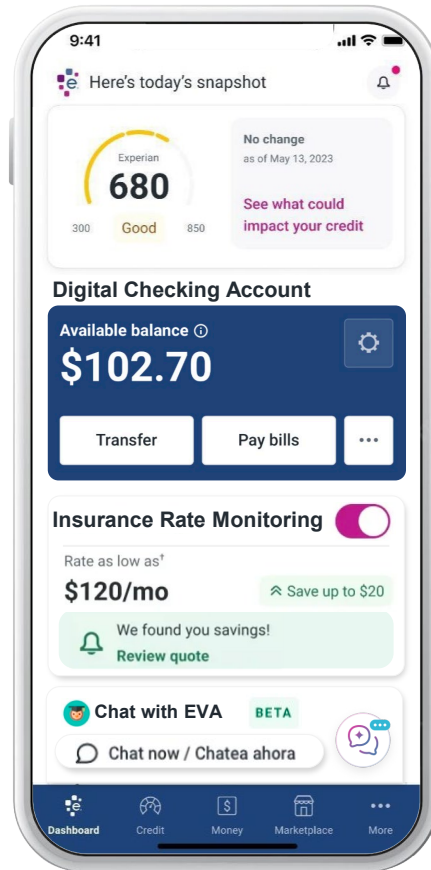 9:41
e Here's today's snapshot
Experian
680
300 Good 850
No change
as of May 13, 2023
See what could
impact your credit
Digital Checking Account
Available balance
$102.70
Transfer Pay bills
Insurance Rate Monitoring
Rate as low as†
$120/mo
Save up to $20
We found you savings!
Review quote
Chat with EVA BETA
Chat now / Chatea ahora
e $
Dashboard Credit Money Marketplace More